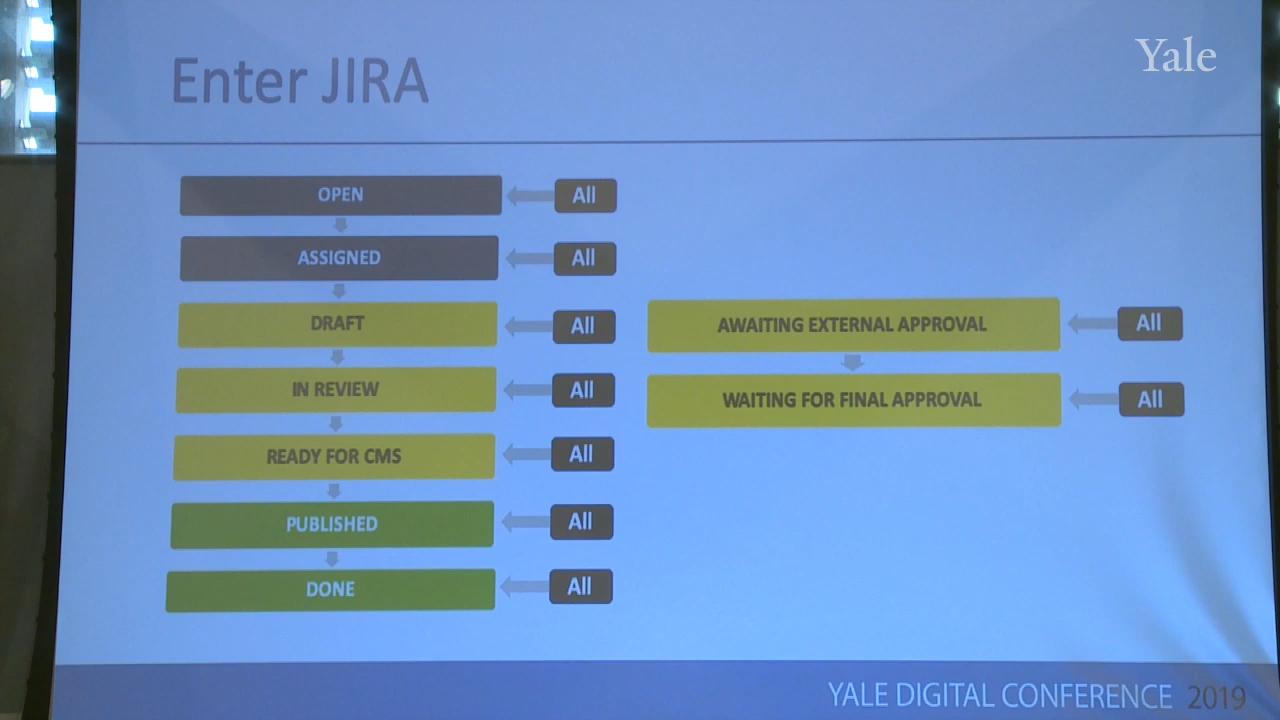 Enter JIRA
Yale
OPEN
All
ASSIGNED
All
DRAFT
All
IN REVIEW
All
READY FOR CMS
All
PUBLISHED
All
DONE
All
AWAITING EXTERNAL APPROVAL
All
WAITING FOR FINAL APPROVAL
All
YALE DIGITAL CONFERENCE 2019